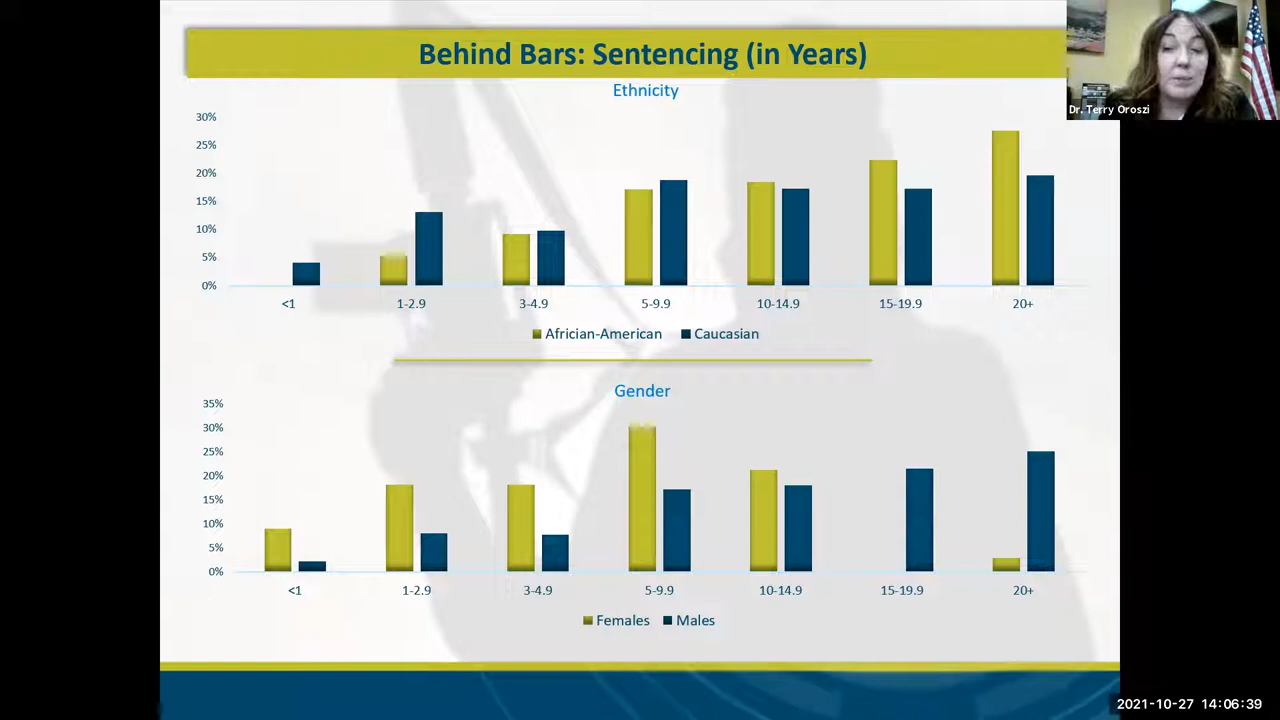 Behind Bars: Sentencing (in Years)
Dr. Terry Oroszi
Ethnicity
30%
25%
20%
15%
10%
5%
0%
<1 1-2.9 3-4.9 5-9.9 10-14.9 15-19.9 20+
Africian-American Caucasian
Gender
35%
30%
25%
20%
15%
10%
5%
0%
<1 1-2.9 3-4.9 5-9.9 10-14.9 15-19.9 20+
Females Males
2021-10-27 14:06:39